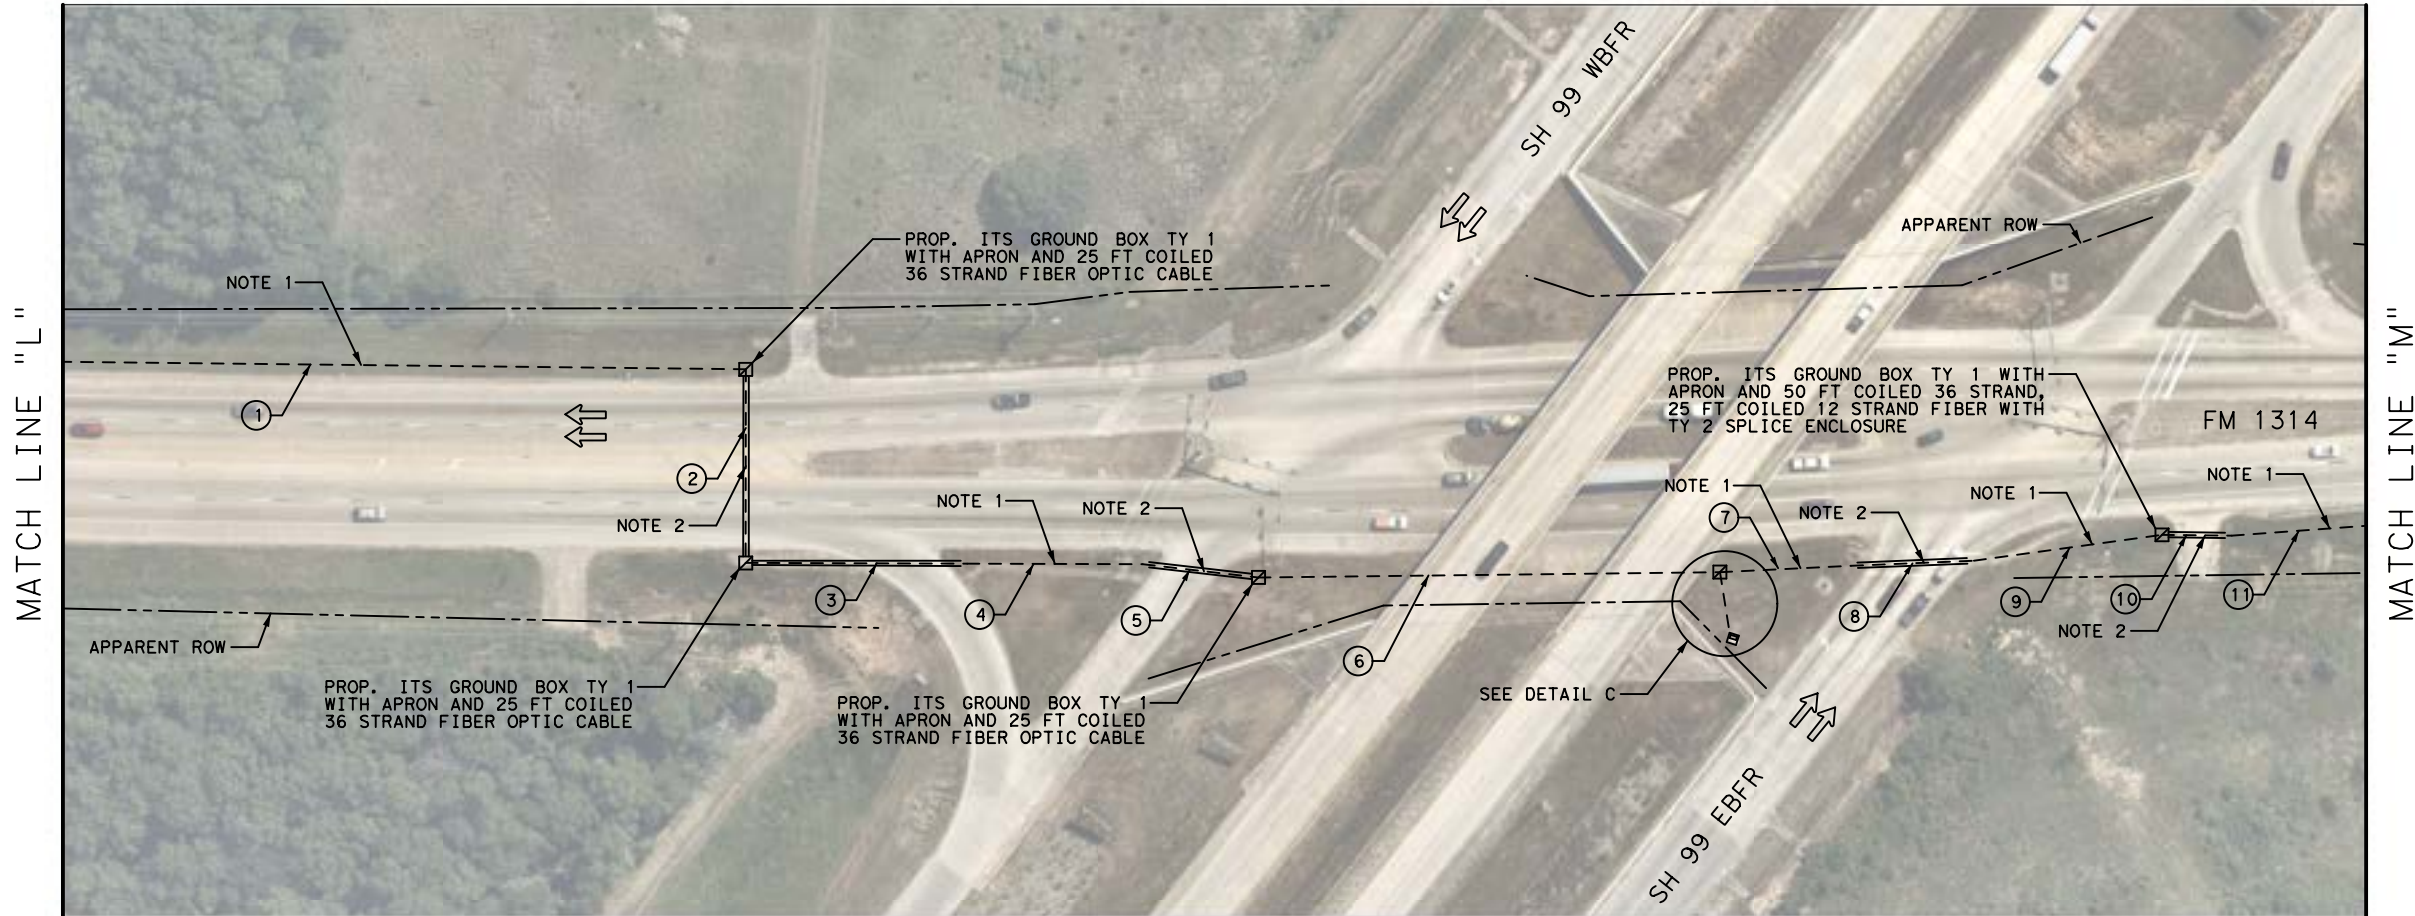 SH 99 WBFR
APPARENT ROW
PROP. ITS GROUND BOX TY 1
WITH APRON AND 25 FT COILED
36 STRAND FIBER OPTIC CABLE
NOTE 1
MATCH LINE "L"
MATCH LINE "M"
1
PROP. ITS GROUND BOX TY 1 WITH
APRON AND 50 FT COILED 36 STRAND,
25 FT COILED 12 STRAND FIBER WITH
TY 2 SPLICE ENCLOSURE
FM 1314
2
NOTE 2
NOTE 1
NOTE 2
NOTE 1
7
NOTE 2
NOTE 1
NOTE 1
3
4
5
6
8
9
10
11
NOTE 2
APPARENT ROW
PROP. ITS GROUND BOX TY 1
WITH APRON AND 25 FT COILED
36 STRAND FIBER OPTIC CABLE
PROP. ITS GROUND BOX TY 1
WITH APRON AND 25 FT COILED
36 STRAND FIBER OPTIC CABLE
SEE DETAIL C
SH 99 EBFR